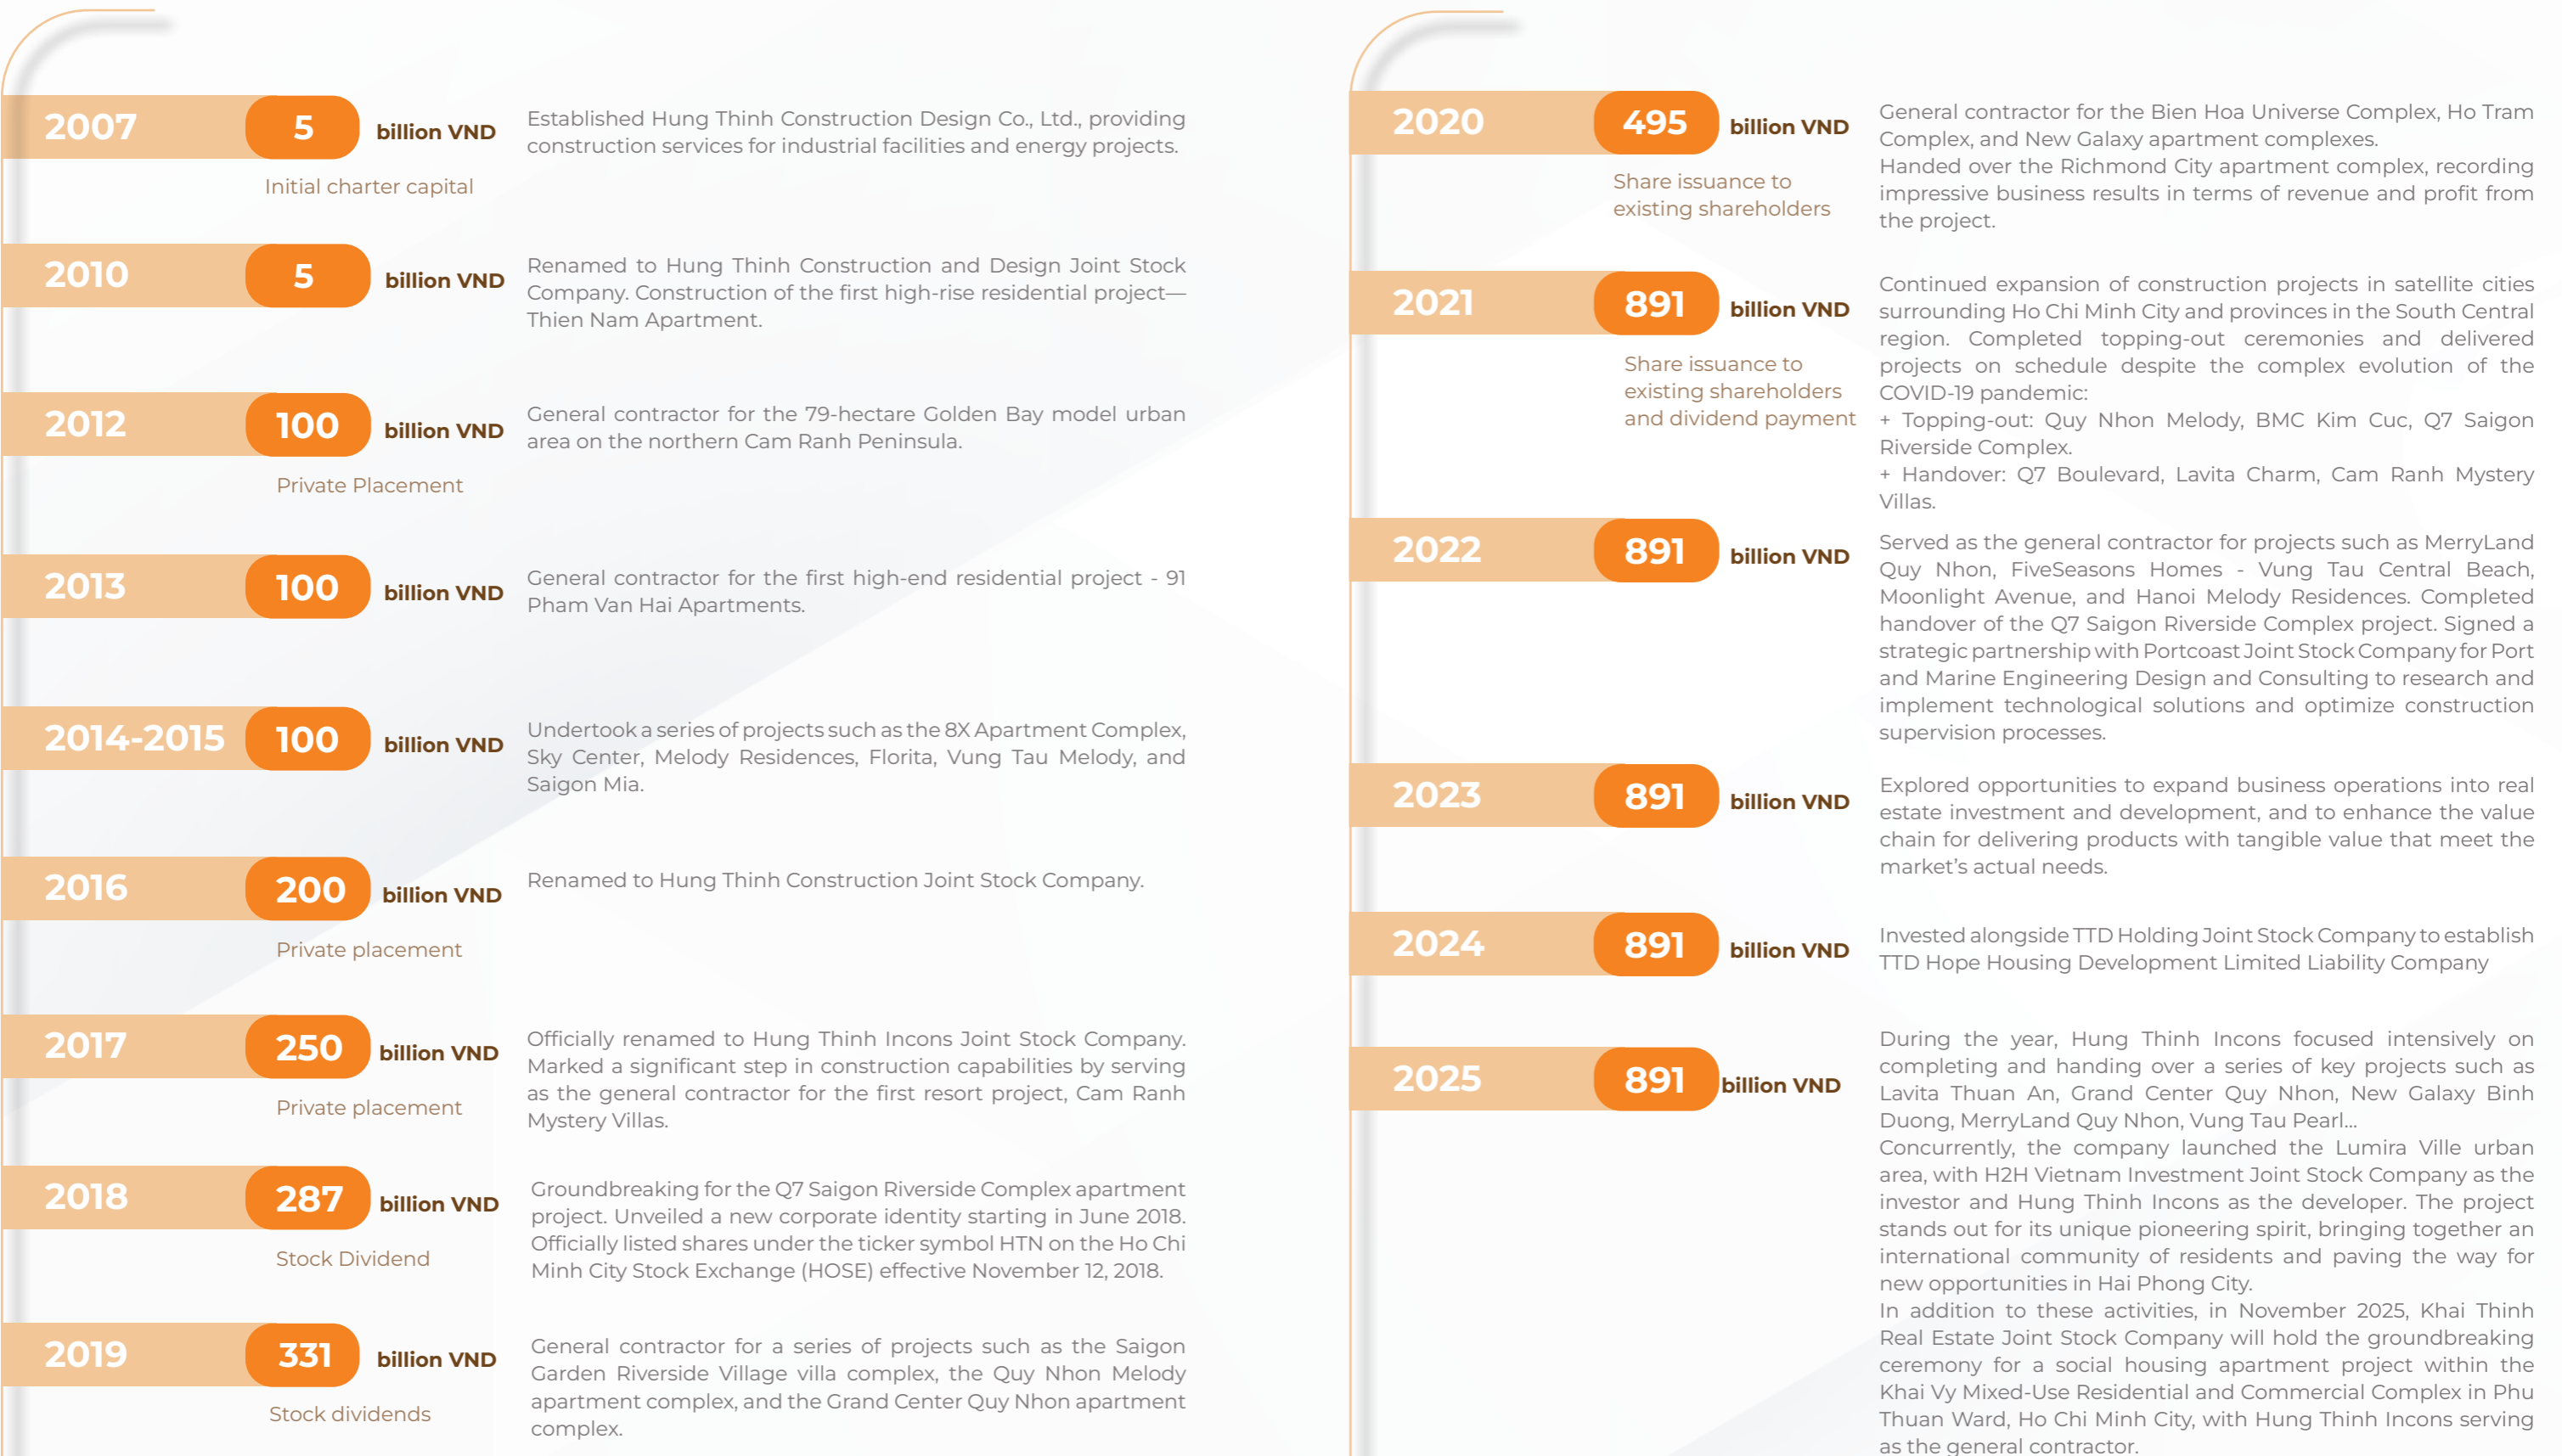 2007
5
billion VND
Initial charter capital
Established Hung Thinh Construction Design Co., Ltd., providing
construction services for industrial facilities and energy projects.
2010
5
billion VND
Renamed to Hung Thinh Construction and Design Joint Stock
Company. Construction of the first high-rise residential project—
Thien Nam Apartment.
2012
100
billion VND
Private Placement
General contractor for the 79-hectare Golden Bay model urban
area on the northern Cam Ranh Peninsula.
2013
100
billion VND
General contractor for the first high-end residential project - 91
Pham Van Hai Apartments.
2014-2015
100
billion VND
Undertook a series of projects such as the 8X Apartment Complex,
Sky Center, Melody Residences, Florita, Vung Tau Melody, and
Saigon Mia.
2016
200
billion VND
Private placement
Renamed to Hung Thinh Construction Joint Stock Company.
2017
250
billion VND
Private placement
Officially renamed to Hung Thinh Incons Joint Stock Company.
Marked a significant step in construction capabilities by serving
as the general contractor for the first resort project, Cam Ranh
Mystery Villas.
2018
287
billion VND
Stock Dividend
Groundbreaking for the Q7 Saigon Riverside Complex apartment
project. Unveiled a new corporate identity starting in June 2018.
Officially listed shares under the ticker symbol HTN on the Ho Chi
Minh City Stock Exchange (HOSE) effective November 12, 2018.
2019
331
billion VND
Stock dividends
General contractor for a series of projects such as the Saigon
Garden Riverside Village villa complex, the Quy Nhon Melody
apartment complex, and the Grand Center Quy Nhon apartment
complex.
2020
495
billion VND
Share issuance to
existing shareholders
General contractor for the Bien Hoa Universe Complex, Ho Tram
Complex, and New Galaxy apartment complexes.
Handed over the Richmond City apartment complex, recording
impressive business results in terms of revenue and profit from
the project.
2021
891
billion VND
Share issuance to
existing shareholders
and dividend payment
Continued expansion of construction projects in satellite cities
surrounding Ho Chi Minh City and provinces in the South Central
region. Completed topping-out ceremonies and delivered
projects on schedule despite the complex evolution of the
COVID-19 pandemic:
+ Topping-out: Quy Nhon Melody, BMC Kim Cuc, Q7 Saigon
Riverside Complex.
+ Handover: Q7 Boulevard, Lavita Charm, Cam Ranh Mystery
Villas.
2022
891
billion VND
Served as the general contractor for projects such as MerryLand
Quy Nhon, FiveSeasons Homes - Vung Tau Central Beach,
Moonlight Avenue, and Hanoi Melody Residences. Completed
handover of the Q7 Saigon Riverside Complex project. Signed a
strategic partnership with Portcoast Joint Stock Company for Port
and Marine Engineering Design and Consulting to research and
implement technological solutions and optimize construction
supervision processes.
2023
891
billion VND
Explored opportunities to expand business operations into real
estate investment and development, and to enhance the value
chain for delivering products with tangible value that meet the
market's actual needs.
2024
891
billion VND
Invested alongside TTD Holding Joint Stock Company to establish
TTD Hope Housing Development Limited Liability Company
2025
891
billion VND
During the year, Hung Thinh Incons focused intensively on
completing and handing over a series of key projects such as
Lavita Thuan An, Grand Center Quy Nhon, New Galaxy Binh
Duong, MerryLand Quy Nhon, Vung Tau Pearl...
Concurrently, the company launched the Lumira Ville urban
area, with H2H Vietnam Investment Joint Stock Company as the
investor and Hung Thinh Incons as the developer. The project
stands out for its unique pioneering spirit, bringing together an
international community of residents and paving the way for
new opportunities in Hai Phong City.
In addition to these activities, in November 2025, Khai Thinh
Real Estate Joint Stock Company will hold the groundbreaking
ceremony for a social housing apartment project within the
Khai Vy Mixed-Use Residential and Commercial Complex in Phu
Thuan Ward, Ho Chi Minh City, with Hung Thinh Incons serving
as the general contractor.